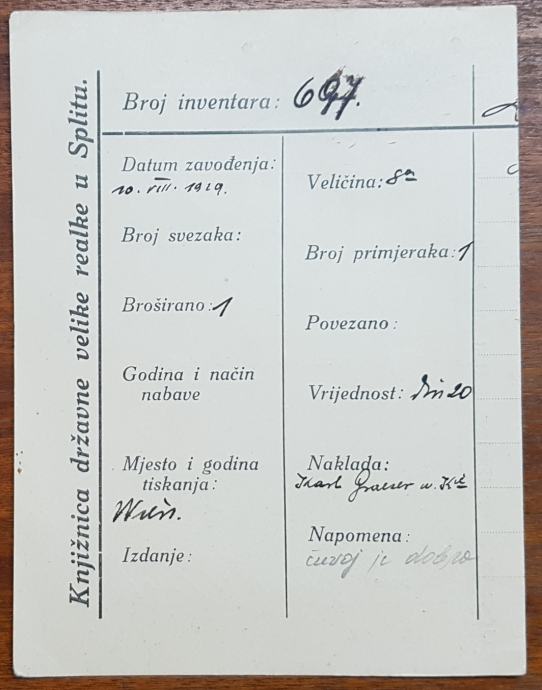 Knjižnica državne velike realke u Splitu.
Broj inventara: 697.
Datum zavođenja:
10. VIII. 1929.
Broj svezaka:
Broširano: 1
Godina i način
nabave
Mjesto i godina
tiskanja:
Wien.
Izdanje:
Veličina: 8º
Broj primjeraka: 1
Povezano:
Vrijednost: Din 20
Naklada:
Karl Graeser u. Kie
Napomena:
čuvaj je dobro